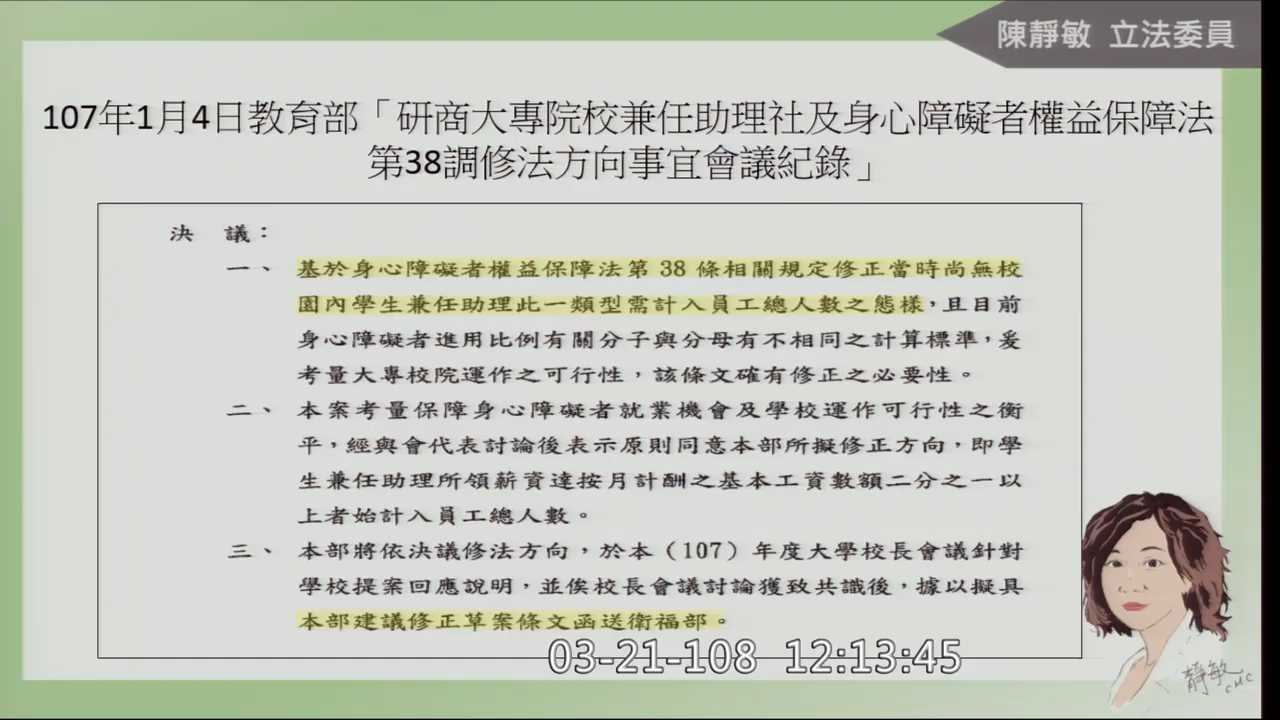 陳靜敏 立法委員
107年1月4日教育部「研商大專院校兼任助理社及身心障礙者權益保障法
第38調修法方向事宜會議紀錄」
決 議：
一、 基於身心障礙者權益保障法第 38 條相關規定修正當時尚無校
園內學生兼任助理此一類型需計入員工總人數之態樣，且目前
身心障礙者進用比例有關分子與分母有不相同之計算標準，爰
考量大專校院運作之可行性，該條文確有修正之必要性。
二、 本案考量保障身心障礙者就業機會及學校運作可行性之衡
平，經與會代表討論後表示原則同意本部所擬修正方向，即學
生兼任助理所領薪資達按月計酬之基本工資數額二分之一以
上者始計入員工總人數。
三、 本部將依決議修法方向，於本（107）年度大學校長會議針對
學校提案回應說明，並俟校長會議討論獲致共識後，據以擬具
本部建議修正草案條文函送衛福部。
03-21-108 12:13:45
靜敏
CMC